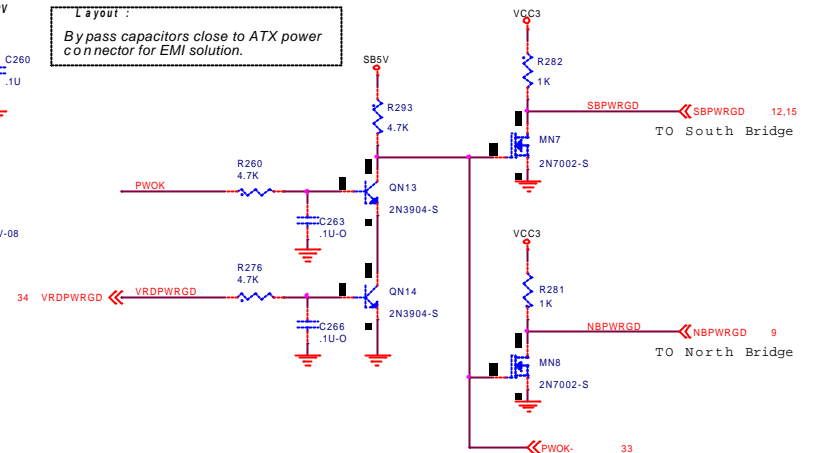 Layout :
By pass capacitors close to ATX power
connector for EMI solution.
C260
.1U
SB5V
R293
4.7K
VCC3
R282
1K
SBPWRGD
SBPWRGD 12,15
TO South Bridge
MN7
2N7002-S
PWOK
R260
4.7K
QN13
2N3904-S
C263
.1U-O
VCC3
R281
1K
NBPWRGD
NBPWRGD 9
TO North Bridge
MN8
2N7002-S
34 VRDPWRGD
VRDPWRGD
R276
4.7K
QN14
2N3904-S
C266
.1U-O
PWOK- 33